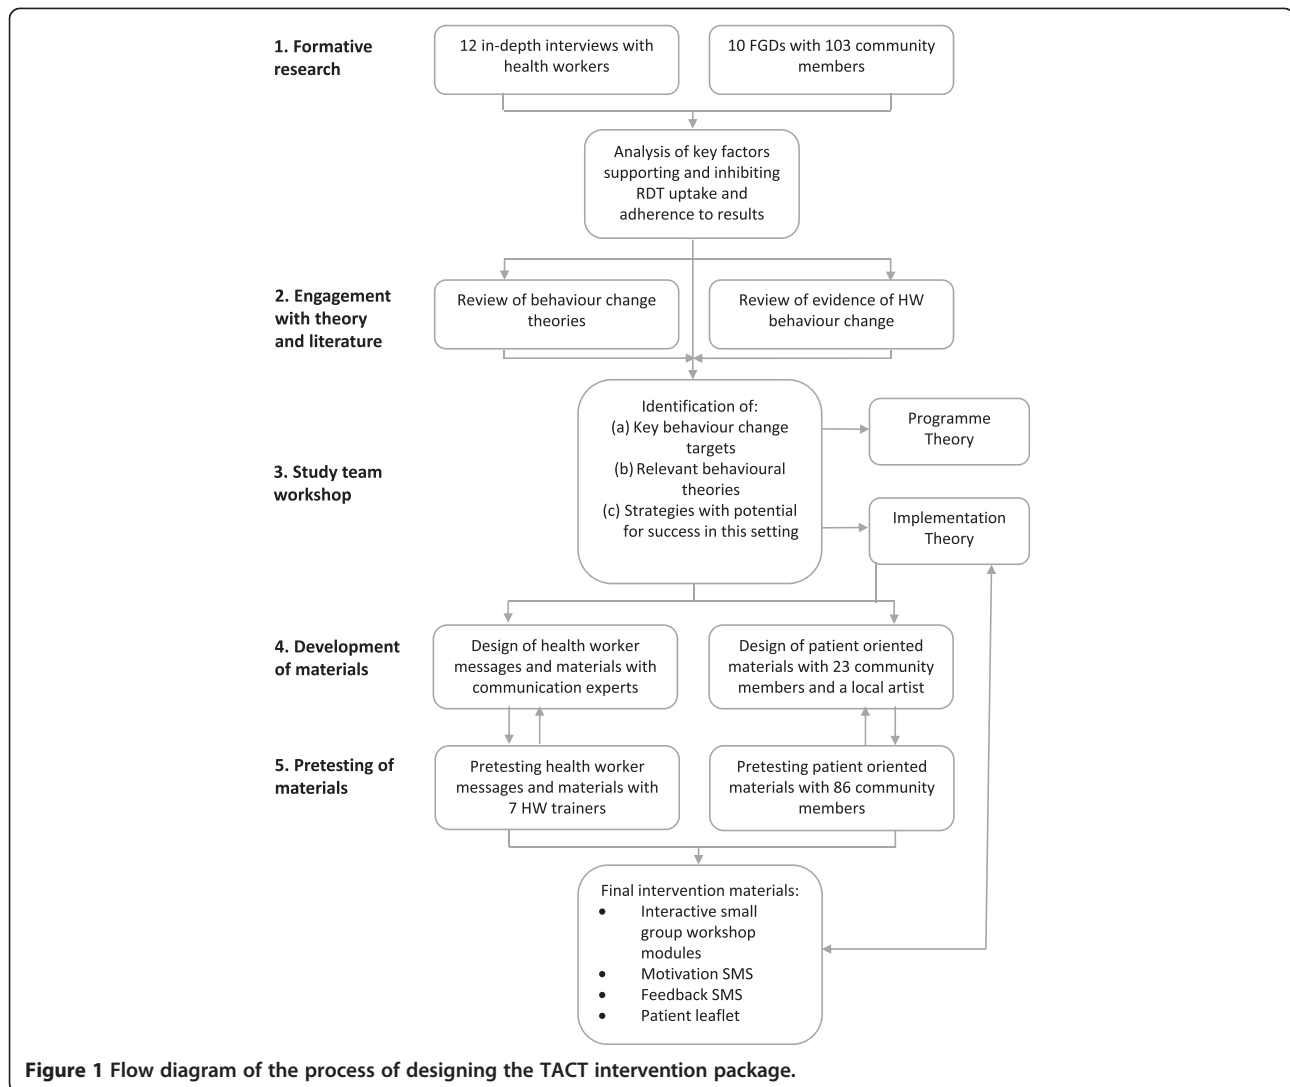 1. Formative
research
12 in-depth interviews with
health workers
10 FGDs with 103 community
members
Analysis of key factors
supporting and inhibiting
RDT uptake and
adherence to results
2. Engagement
with theory
and literature
Review of behaviour change
theories
Review of evidence of HW
behaviour change
3. Study team
workshop
Identification of:
(a) Key behaviour change
targets
(b) Relevant behavioural
theories
(c) Strategies with potential
for success in this setting
Programme
Theory
Implementation
Theory
4. Development
of materials
Design of health worker
messages and materials with
communication experts
Design of patient oriented
materials with 23 community
members and a local artist
5. Pretesting of
materials
Pretesting health worker
messages and materials with
7 HW trainers
Pretesting patient oriented
materials with 86 community
members
Final intervention materials:
• Interactive small
group workshop
modules
• Motivation SMS
• Feedback SMS
• Patient leaflet
Figure 1 Flow diagram of the process of designing the TACT intervention package.